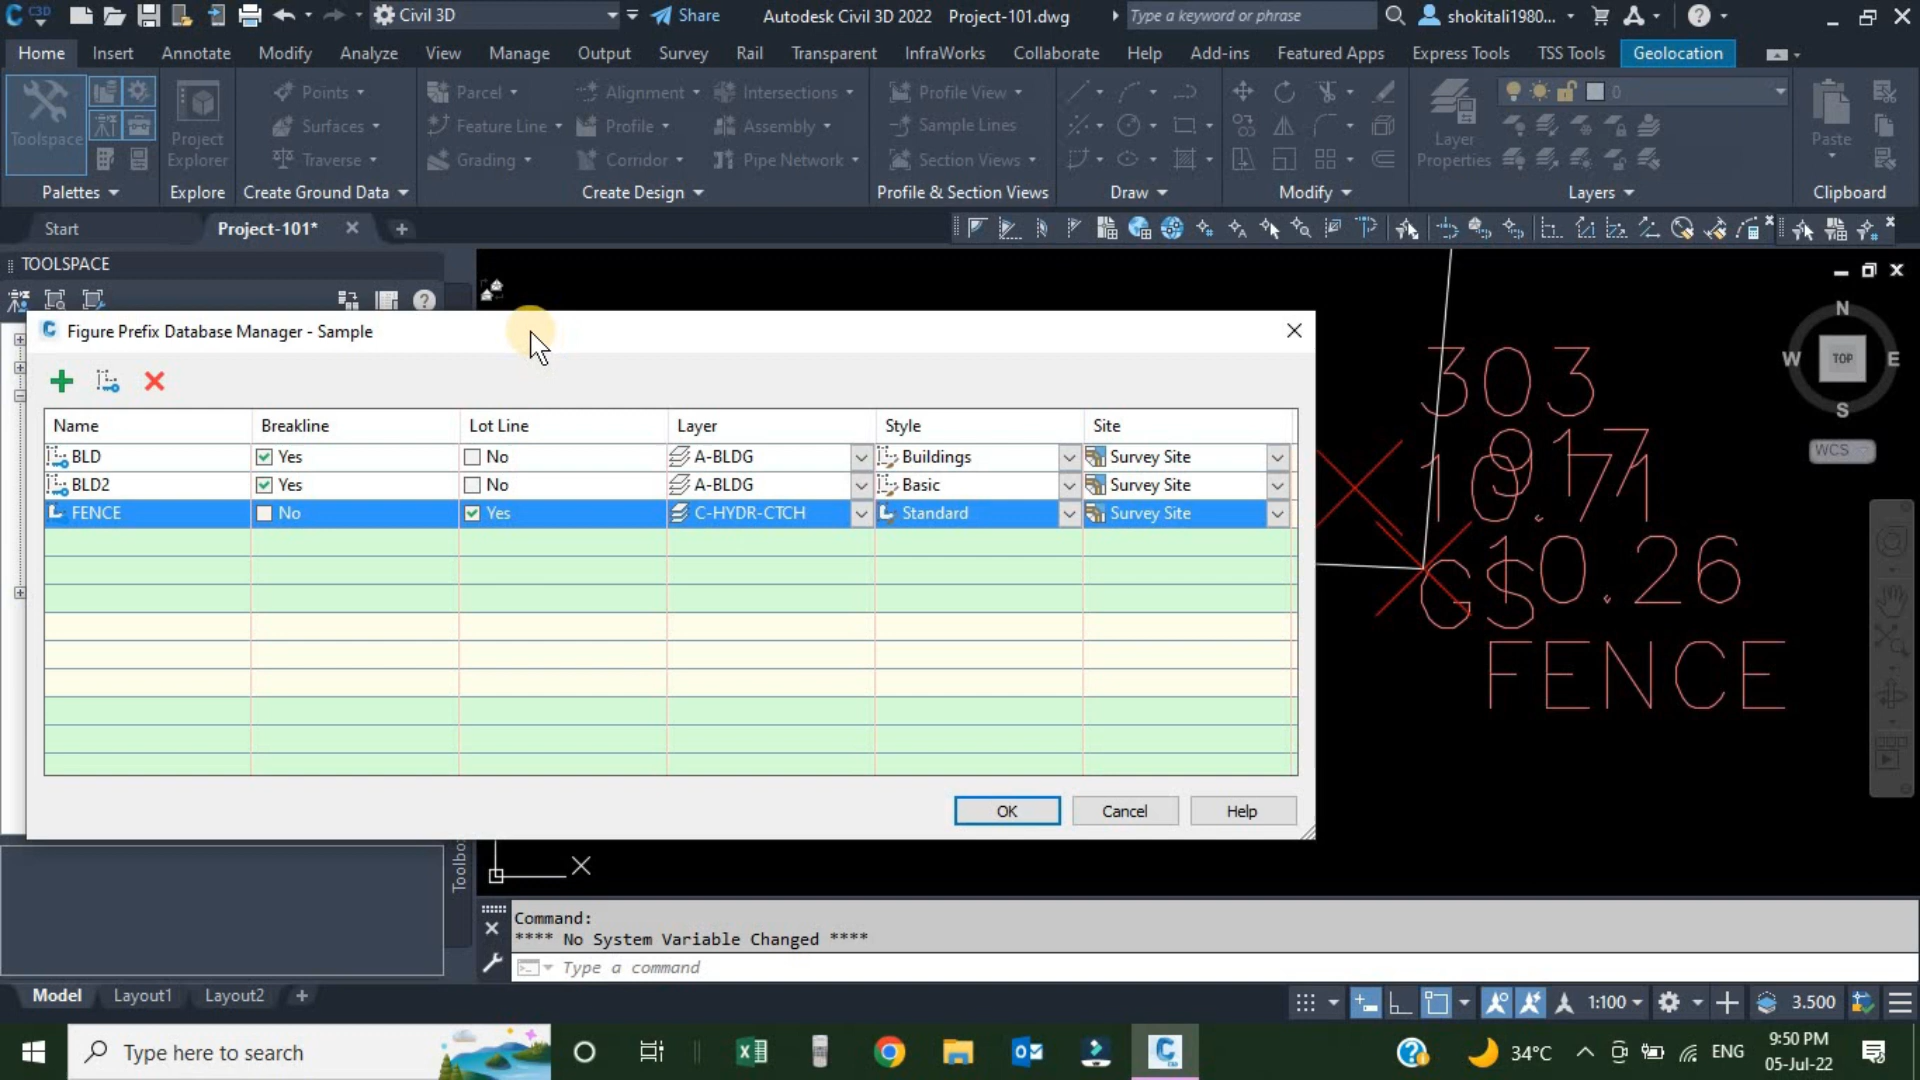 C3D
Civil 3D
Share
Autodesk Civil 3D 2022 Project-101.dwg
Type a keyword or phrase
shokitali1980...
Home Insert Annotate Modify Analyze View Manage Output Survey Rail Transparent InfraWorks Collaborate Help Add-ins Featured Apps Express Tools TSS Tools Geolocation
Toolspace
Project Explorer
Points
Surfaces
Traverse
Parcel
Feature Line
Grading
Alignment
Profile
Corridor
Intersections
Assembly
Pipe Network
Profile View
Sample Lines
Section Views
Layer Properties
0
Paste
Palettes
Explore
Create Ground Data
Create Design
Profile & Section Views
Draw
Modify
Layers
Clipboard
Start
Project-101*
TOOLSPACE
Figure Prefix Database Manager - Sample
Name Breakline Lot Line Layer Style Site
BLD Yes No A-BLDG Buildings Survey Site
BLD2 Yes No A-BLDG Basic Survey Site
FENCE No Yes C-HYDR-CTCH Standard Survey Site
OK Cancel Help
N
W TOP E
S
WCS
303
10.26
FENCE
X
Command:
**** No System Variable Changed ****
Type a command
Model Layout1 Layout2
1:100
3.500
Type here to search
34°C
ENG
9:50 PM
05-Jul-22